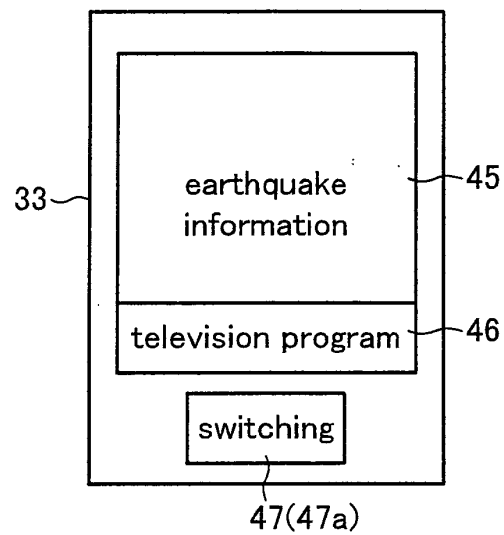 earthquake
information
33
45
television program
46
switching
47(47a)